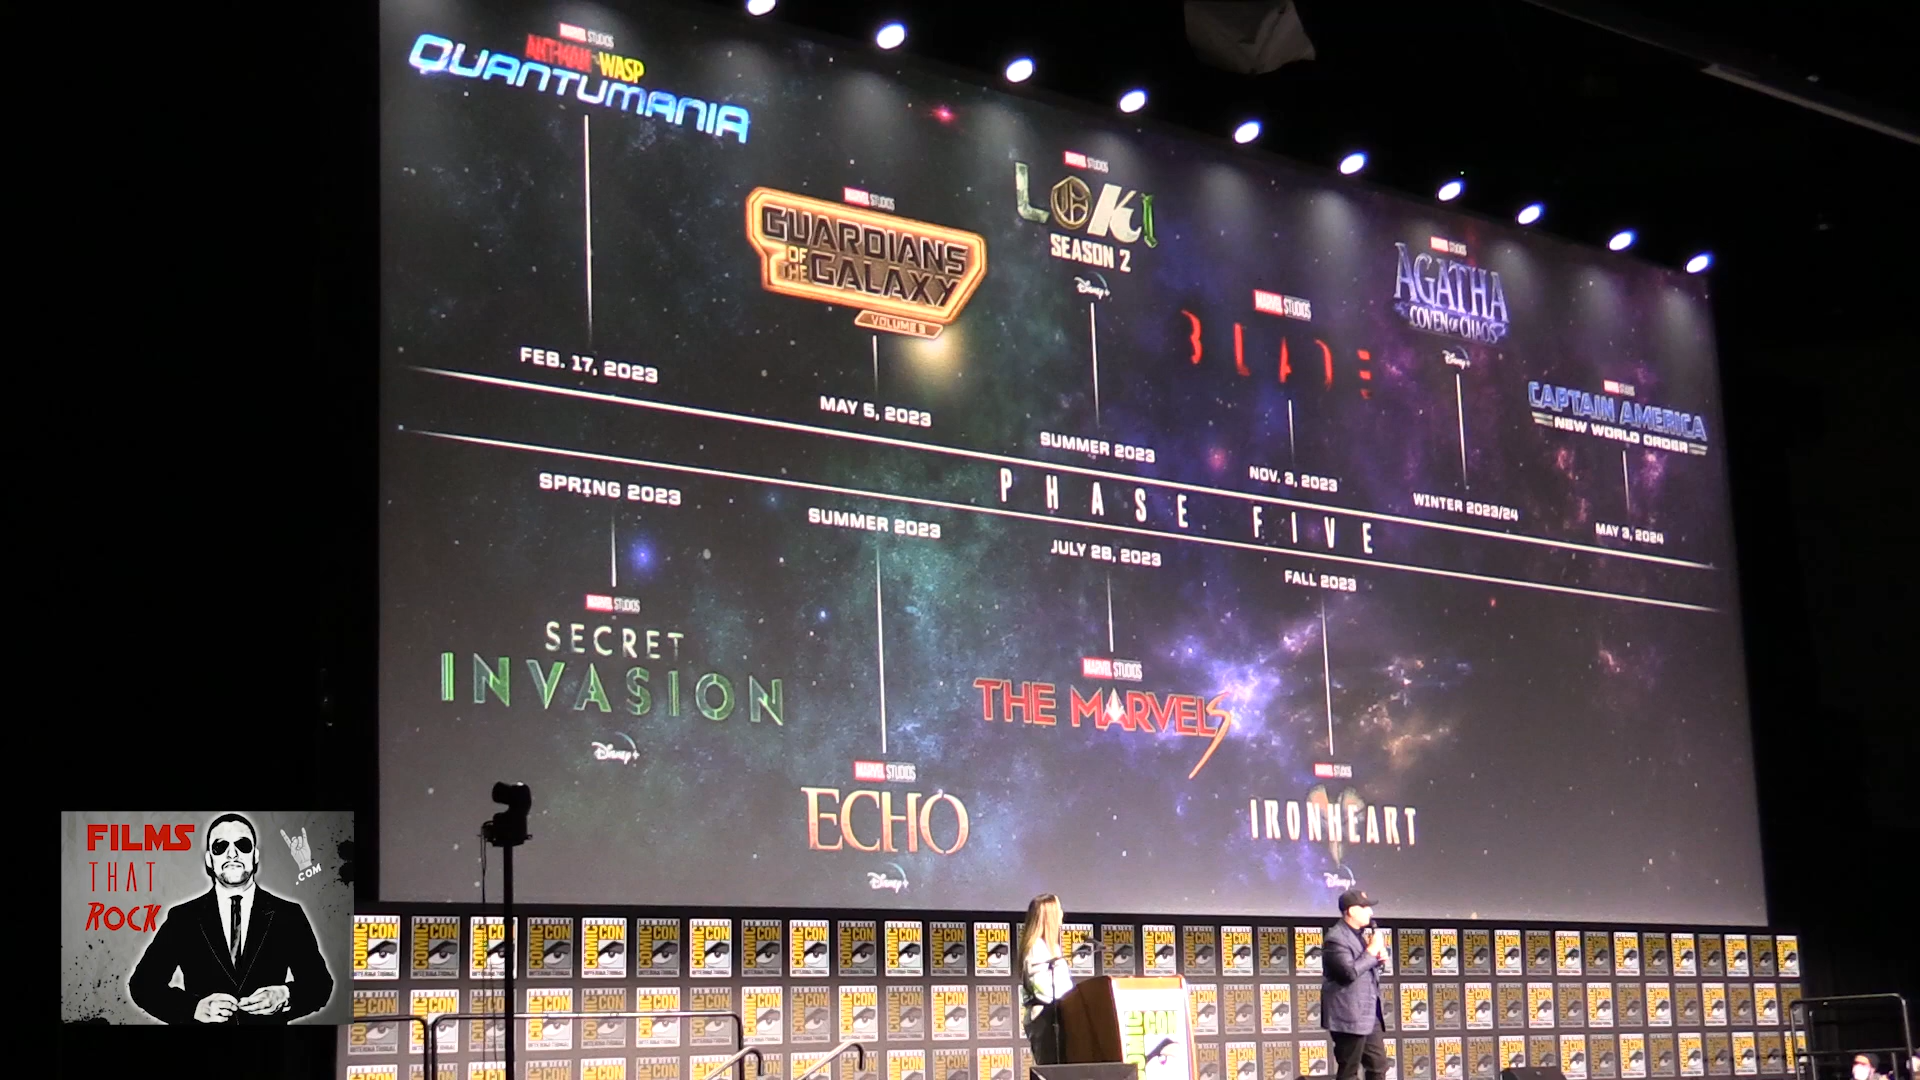 MARVEL STUDIOS
ANT-MAN WASP
QUANTUMANIA
FEB. 17, 2023
MARVEL STUDIOS
GUARDIANS
OF THE GALAXY
VOLUME 3
MAY 5, 2023
MARVEL STUDIOS
LOKI
SEASON 2
Disney+
SUMMER 2023
MARVEL STUDIOS
BLADE
NOV. 3, 2023
MARVEL STUDIOS
AGATHA
COVEN OF CHAOS
Disney+
WINTER 2023/24
MARVEL STUDIOS
CAPTAIN AMERICA
NEW WORLD ORDER
MAY 3, 2024
PHASE FIVE
SPRING 2023
MARVEL STUDIOS
SECRET
INVASION
Disney+
SUMMER 2023
MARVEL STUDIOS
ECHO
Disney+
JULY 28, 2023
MARVEL STUDIOS
THE MARVELS
FALL 2023
MARVEL STUDIOS
IRONHEART
Disney+
FILMS
THAT
ROCK
.COM
SAN DIEGO
COMIC CON
INTERNATIONAL